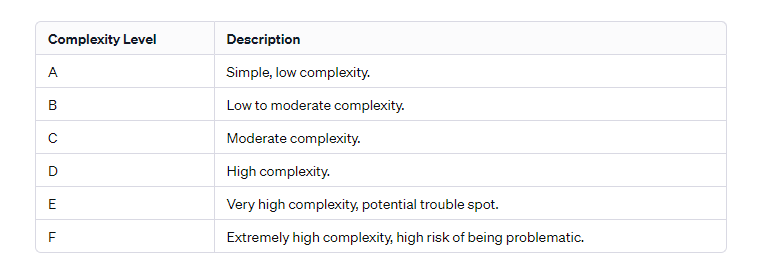 Complexity Level Description
A Simple, low complexity.
B Low to moderate complexity.
C Moderate complexity.
D High complexity.
E Very high complexity, potential trouble spot.
F Extremely high complexity, high risk of being problematic.